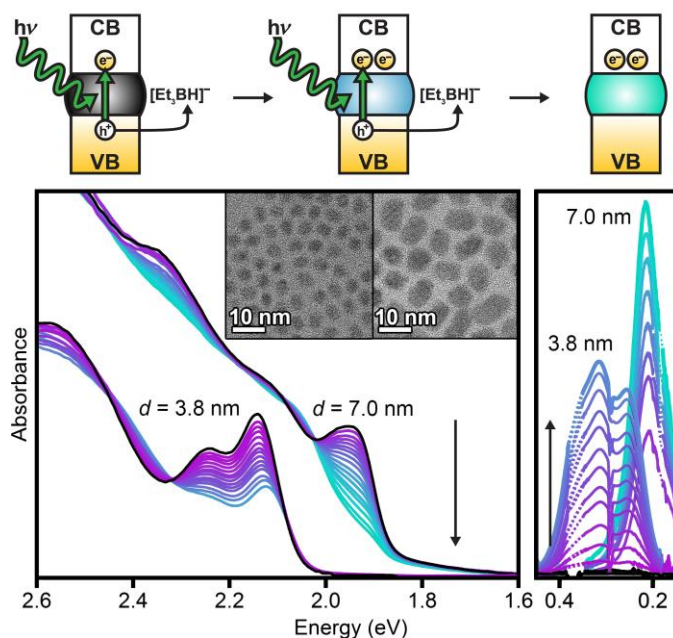 hν
CB
e⁻
[Et₃BH]⁻
h⁺
VB
hν
CB
e⁻ e⁻
[Et₃BH]⁻
h⁺
VB
CB
e⁻ e⁻
VB
Absorbance
10 nm
10 nm
d = 3.8 nm
d = 7.0 nm
2.6 2.4 2.2 2.0 1.8 1.6
Energy (eV)
7.0 nm
3.8 nm
0.4 0.2